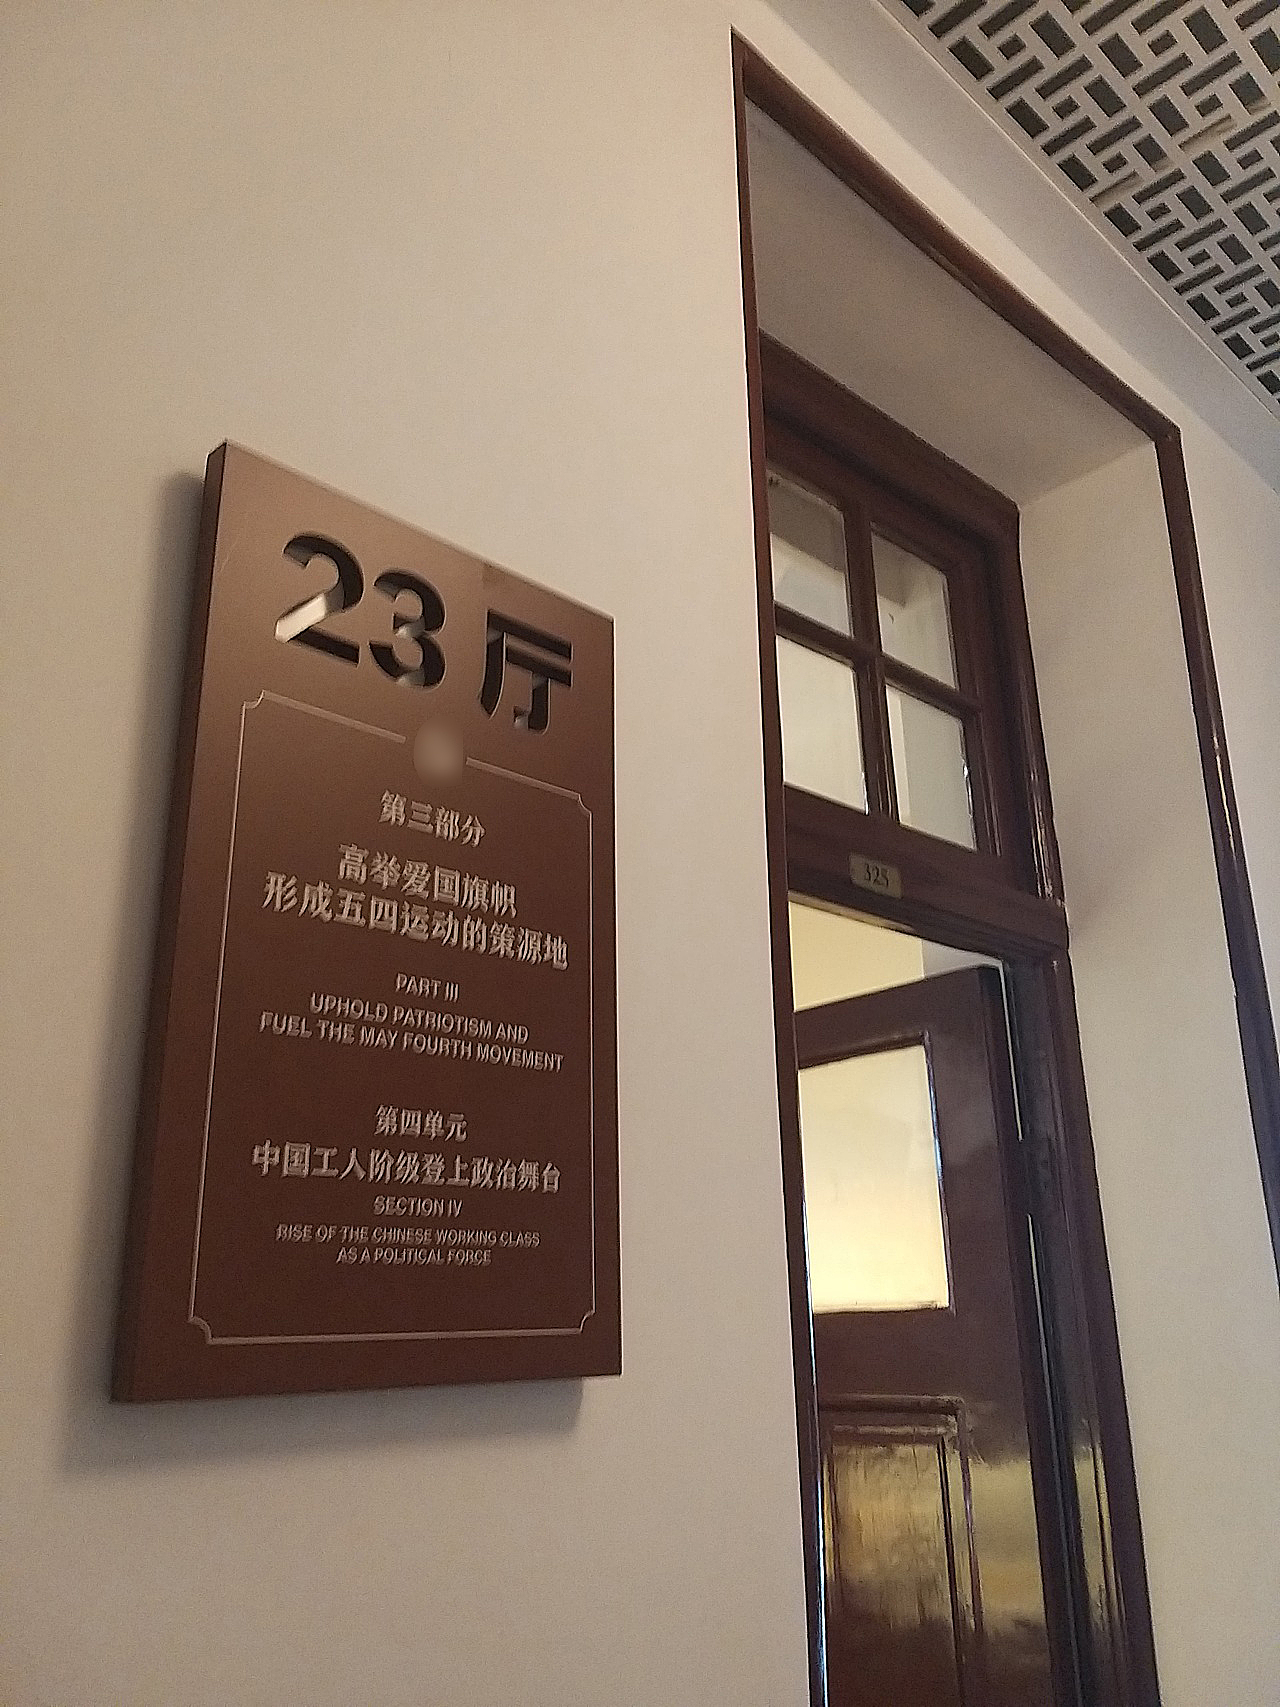 23 厅
第三部分
高举爱国旗帜
形成五四运动的策源地
PART III
UPHOLD PATRIOTISM AND
FUEL THE MAY FOURTH MOVEMENT
第四单元
中国工人阶级登上政治舞台
SECTION IV
RISE OF THE CHINESE WORKING CLASS
AS A POLITICAL FORCE
325